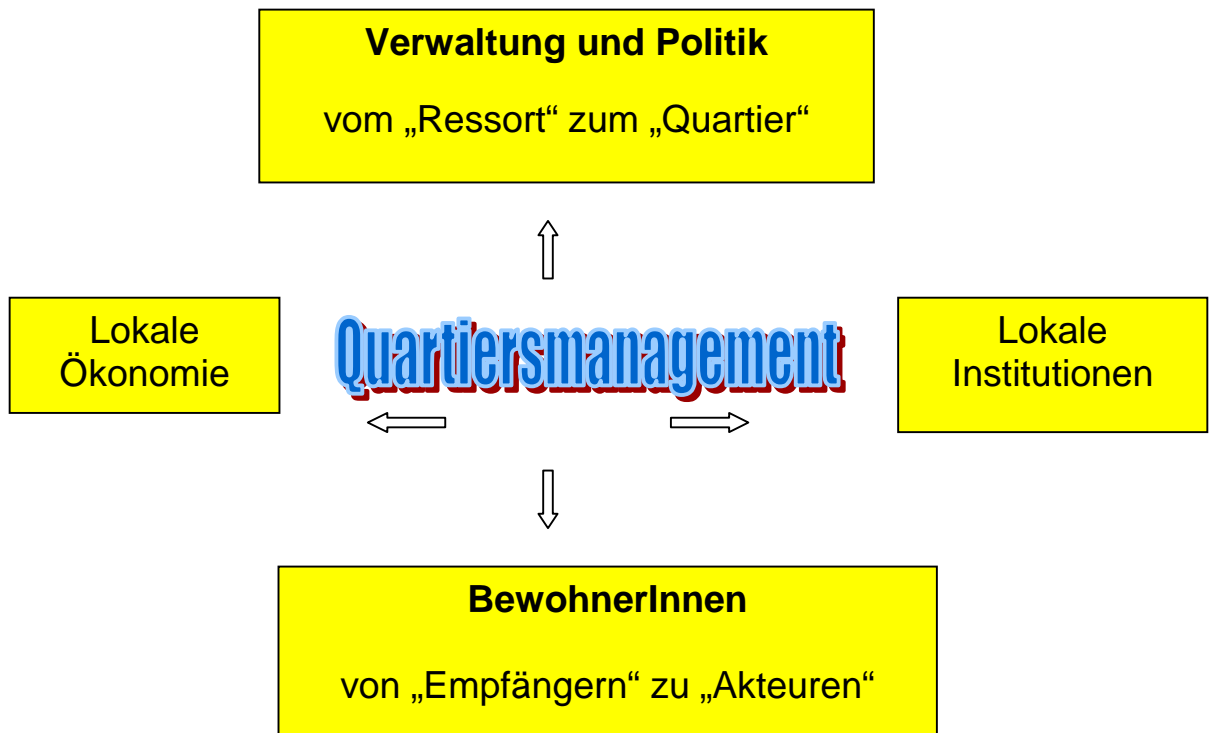 Verwaltung und Politik
vom „Ressort“ zum „Quartier“
Lokale
Ökonomie
Quartiersmanagement
Lokale
Institutionen
BewohnerInnen
von „Empfängern“ zu „Akteuren“